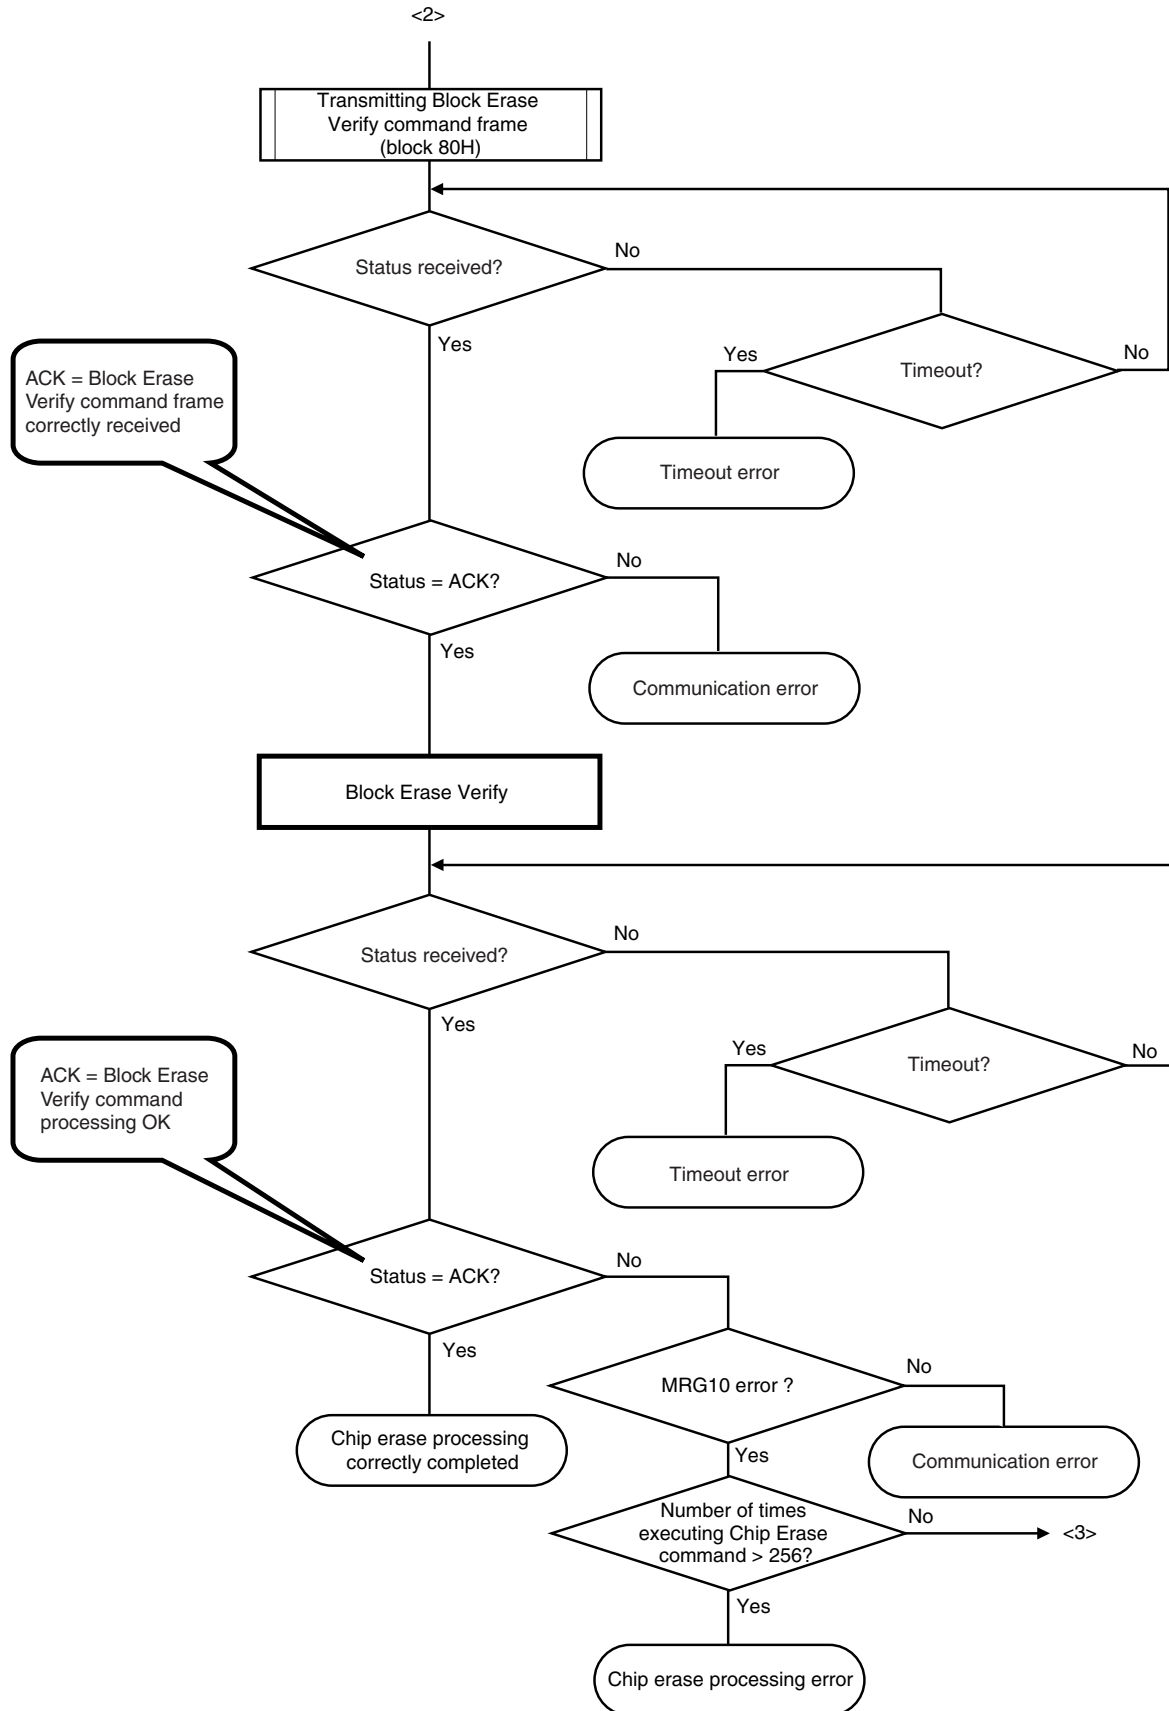 <2>
Transmitting Block Erase
Verify command frame
(block 80H)
Status received?
No
Yes
Timeout?
Yes
No
Timeout error
ACK = Block Erase
Verify command frame
correctly received
Status = ACK?
No
Yes
Communication error
Block Erase Verify
Status received?
No
Yes
Timeout?
Yes
No
Timeout error
ACK = Block Erase
Verify command
processing OK
Status = ACK?
No
Yes
Chip erase processing
correctly completed
MRG10 error ?
No
Yes
Communication error
Number of times
executing Chip Erase
command > 256?
No
<3>
Yes
Chip erase processing error